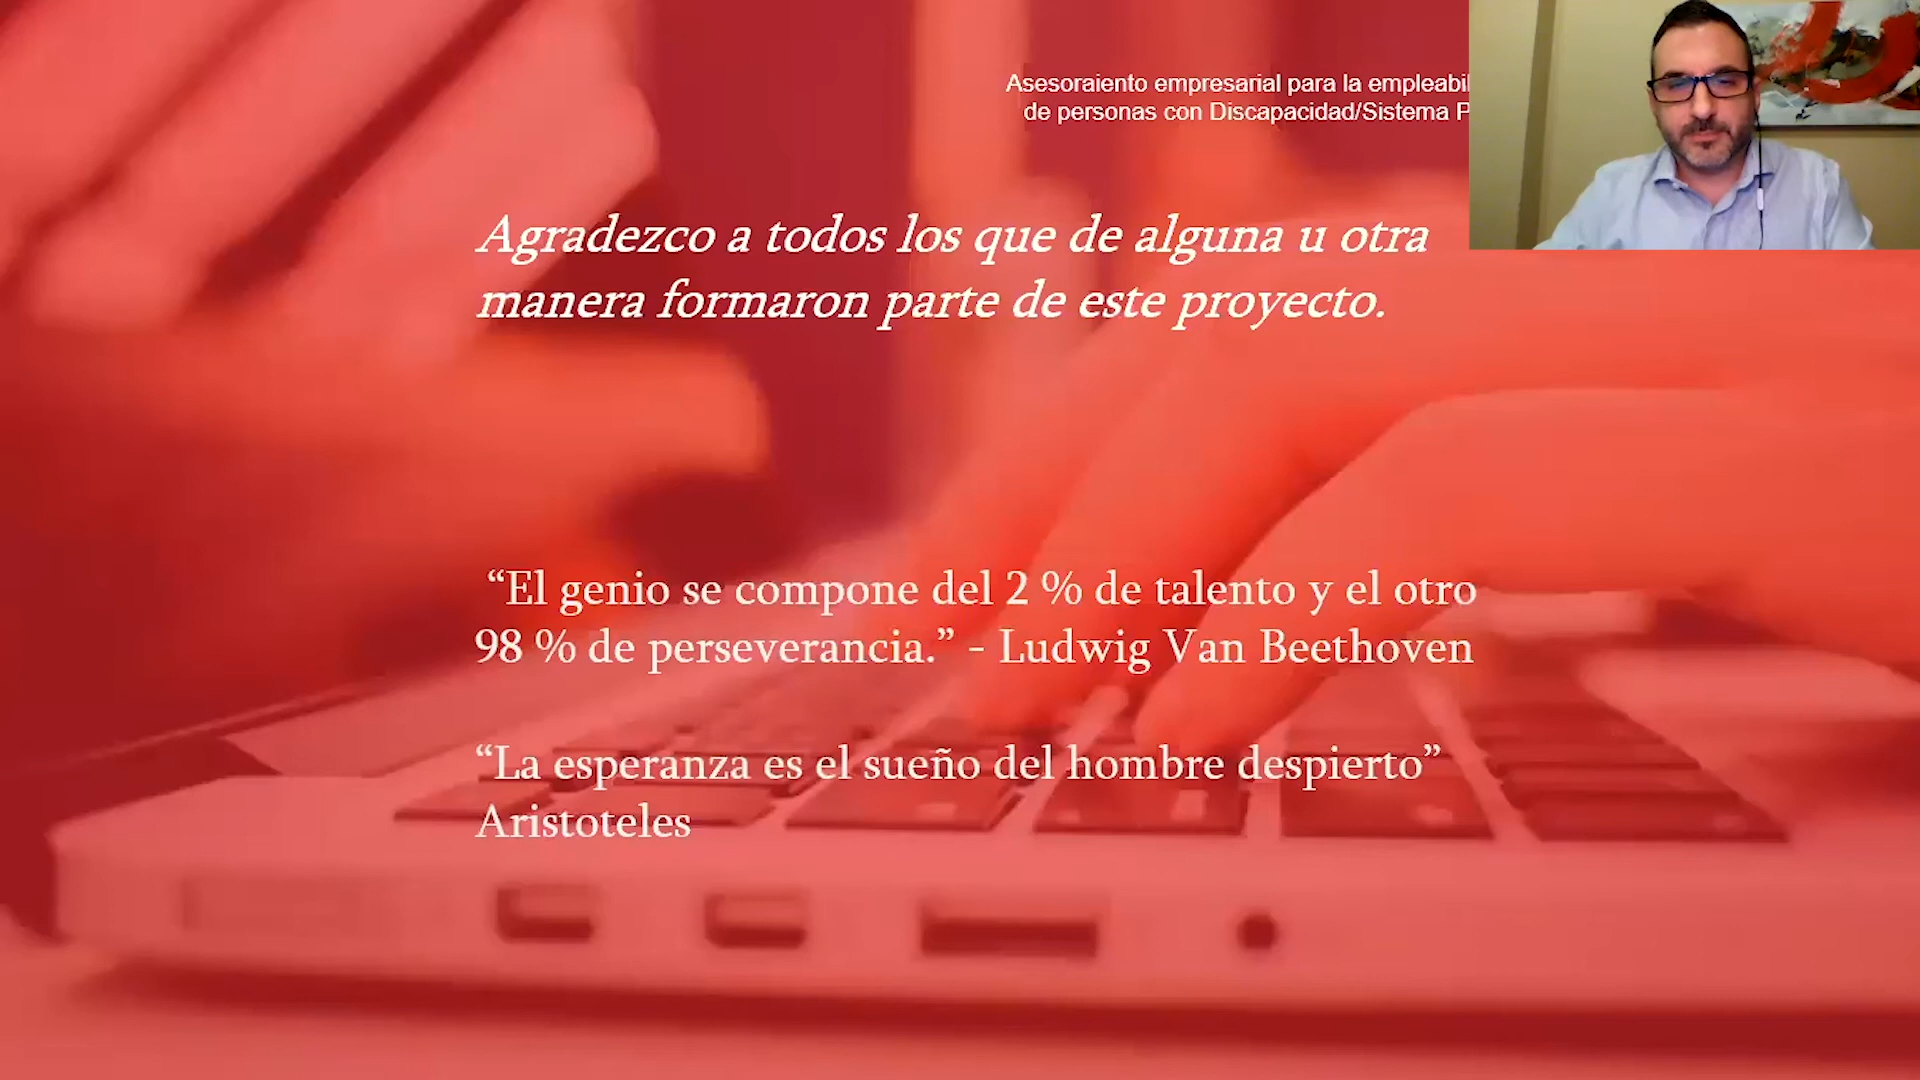 Asesoraiento empresarial para la
de personas con Discapacidad/Sistema
Agradezco a todos los que de alguna u otra
manera formaron parte de este proyecto.
“El genio se compone del 2 % de talento y el otro
98 % de perseverancia.” - Ludwig Van Beethoven
“La esperanza es el sueño del hombre despierto”
Aristoteles